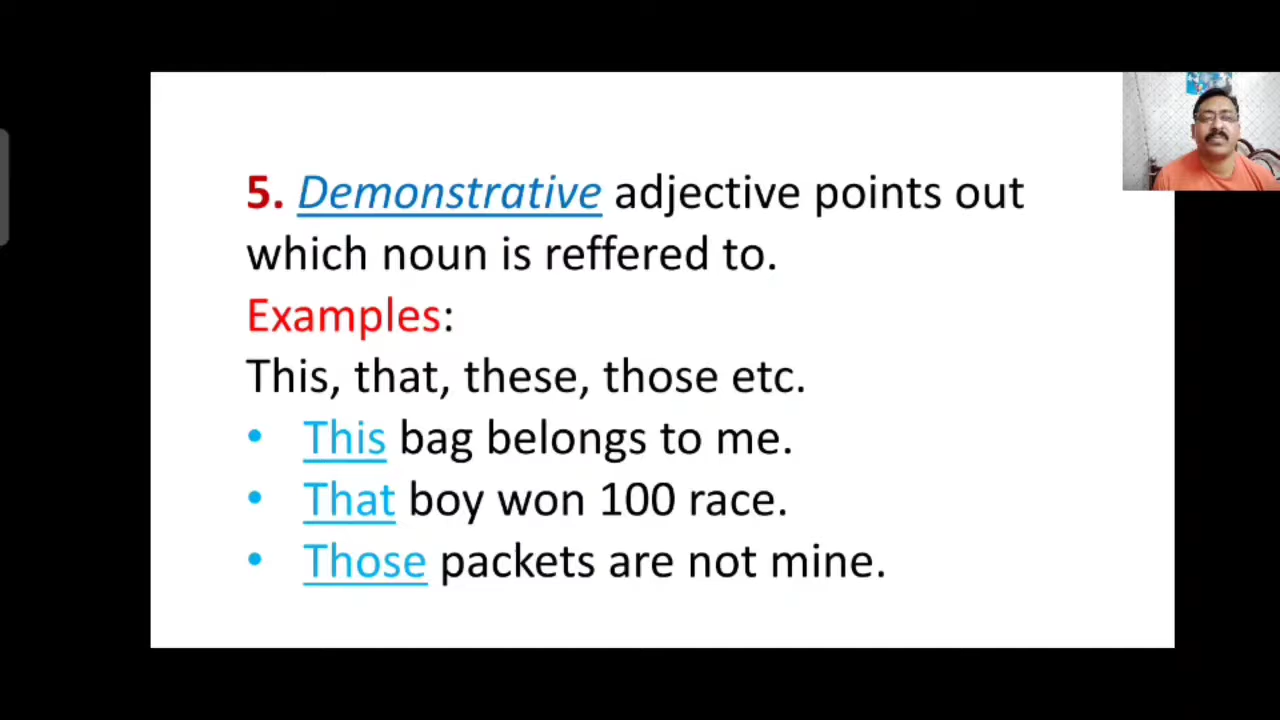 5. Demonstrative adjective points out
which noun is reffered to.
Examples:
This, that, these, those etc.
• This bag belongs to me.
• That boy won 100 race.
• Those packets are not mine.